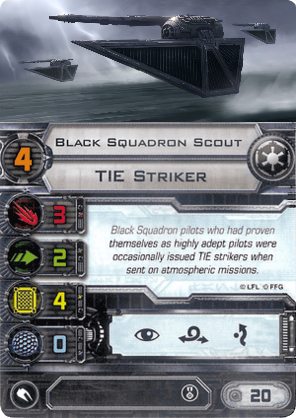 Black Squadron Scout
4
TIE Striker
3
Black Squadron pilots who had proven
2
themselves as highly adept pilots were
occasionally issued TIE strikers when
sent on atmospheric missions.
4
©LFL ©FFG
0
20